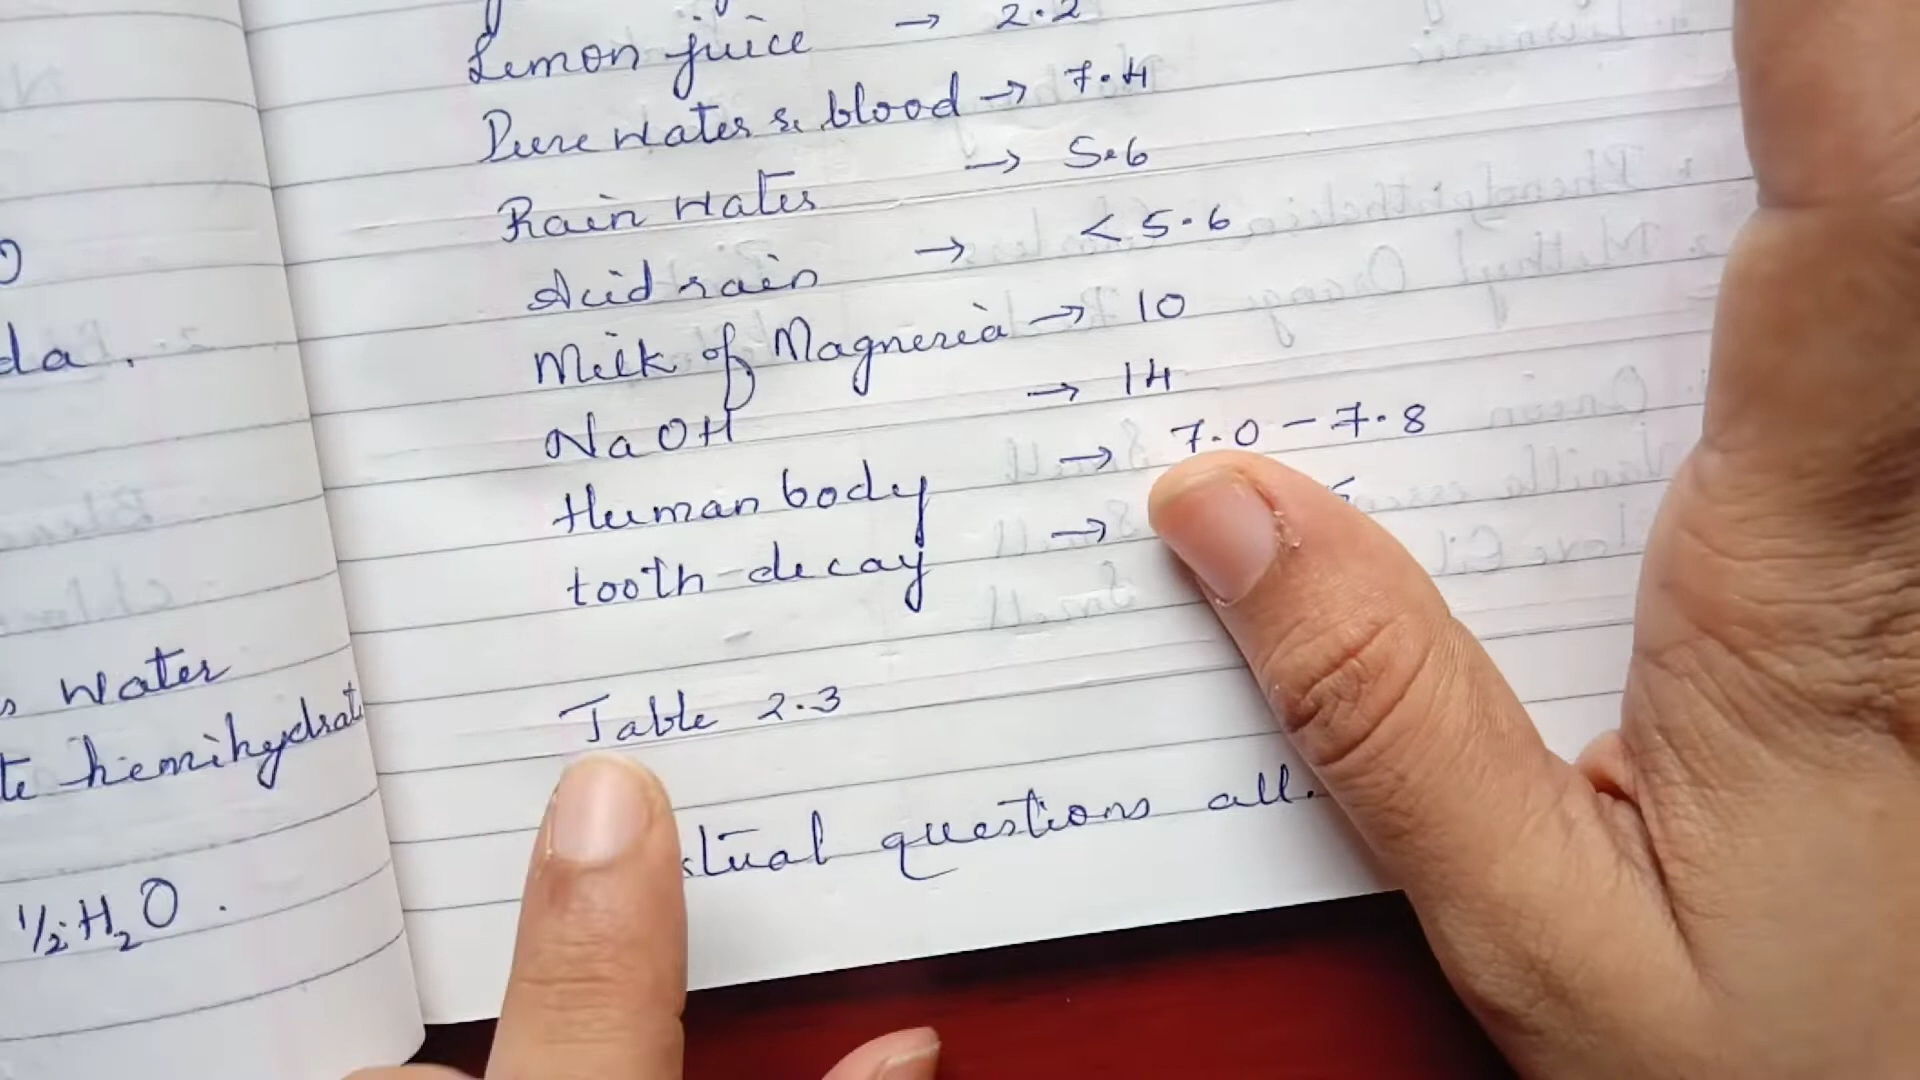 Lemon juice → 2.2
Pure water & blood → 7.4
Rain water → 5.6
Acid rain → < 5.6
Milk of Magnesia → 10
NaOH → 14
Human body → 7.0 - 7.8
tooth decay →
Table 2.3
questions all.
da.
water
hemihydrat
½ H₂O.